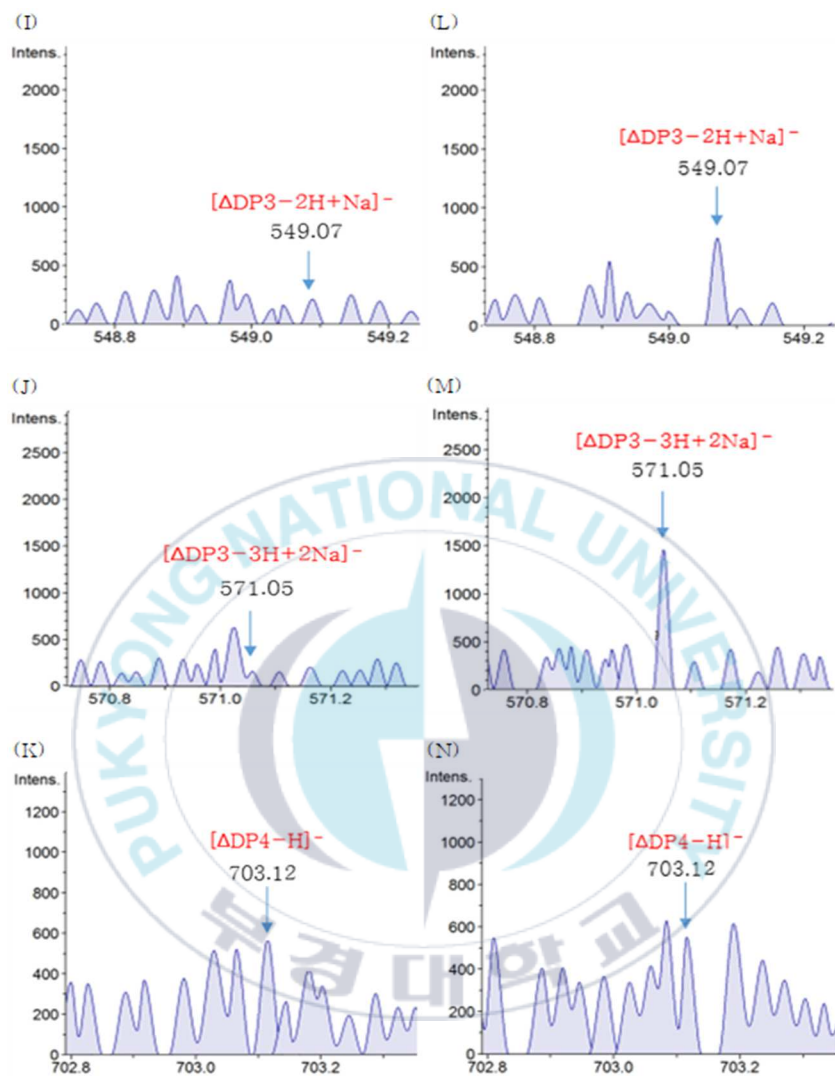 (I)
Intens.
2000
1500
1000
500
0
[ΔDP3-2H+Na]⁻
549.07
548.8 549.0 549.2
(L)
Intens.
2000
1500
1000
500
0
[ΔDP3-2H+Na]⁻
549.07
548.8 549.0 549.2
(J)
Intens.
2500
2000
1500
1000
500
0
[ΔDP3-3H+2Na]⁻
571.05
570.8 571.0 571.2
(M)
Intens.
2500
2000
1500
1000
500
0
[ΔDP3-3H+2Na]⁻
571.05
570.8 571.0 571.2
(K)
Intens.
1200
1000
800
600
400
200
0
[ΔDP4-H]⁻
703.12
702.8 703.0 703.2
(N)
Intens.
1200
1000
800
600
400
200
0
[ΔDP4-H]⁻
703.12
702.8 703.0 703.2
PUKYONG NATIONAL UNIVERSITY
부경대학교